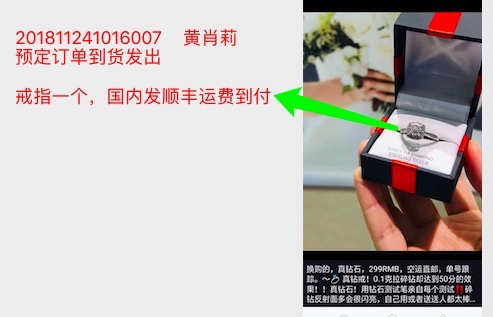 201811241016007 黄肖莉
预定订单到货发出
戒指一个，国内发顺丰运费到付
STERLING SILVER
换购的，真钻石，299RMB，空运直邮，单号跟
踪。～💍真钻戒！0.1克拉碎钻却达到50分的效
果！！真钻石！用钻石测试笔亲自每个测试‼️碎
钻反射面多会很闪亮，自己用或者送送人都太棒